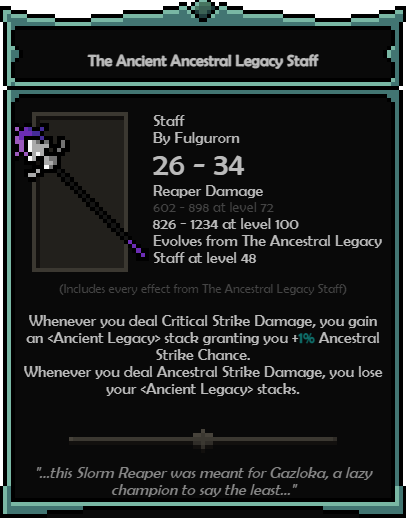 The Ancient Ancestral Legacy Staff
Staff
By Fulgurorn
26 - 34
Reaper Damage
602 - 898 at level 72
826 - 1234 at level 100
Evolves from The Ancestral Legacy
Staff at level 48
(Includes every effect from The Ancestral Legacy Staff)
Whenever you deal Critical Strike Damage, you gain
an <Ancient Legacy> stack granting you +1% Ancestral
Strike Chance.
Whenever you deal Ancestral Strike Damage, you lose
your <Ancient Legacy> stacks.
"...this Slorm Reaper was meant for Gazloka, a lazy
champion to say the least..."